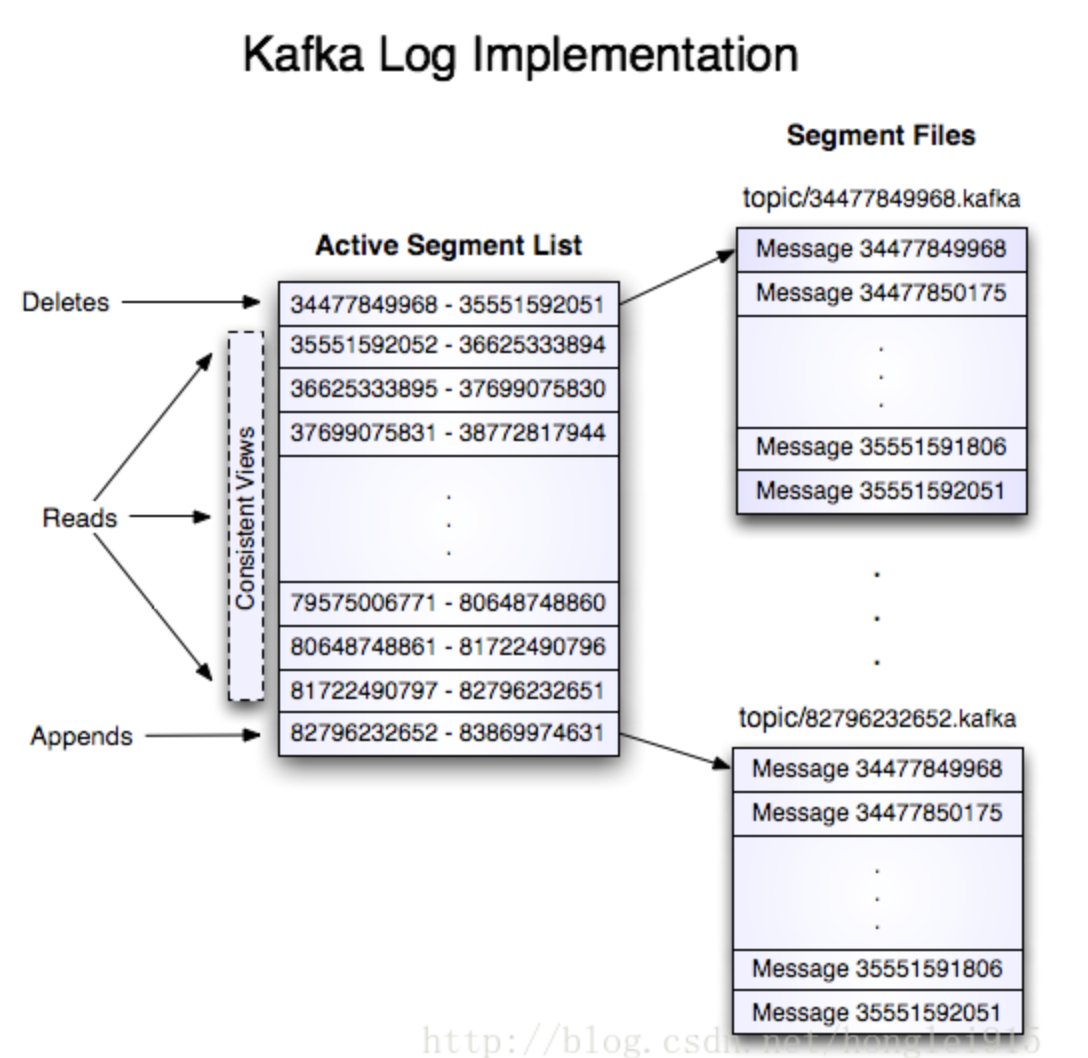 Kafka Log Implementation
Segment Files
topic/34477849968.kafka
Message 34477849968
Message 34477850175
.
.
.
Message 35551591806
Message 35551592051
Active Segment List
Deletes
34477849968 - 35551592051
35551592052 - 36625333894
36625333895 - 37699075830
37699075831 - 38772817944
.
.
.
79575006771 - 80648748860
80648748861 - 81722490796
81722490797 - 82796232651
82796232652 - 83869974631
Consistent Views
Reads
Appends
.
.
.
topic/82796232652.kafka
Message 34477849968
Message 34477850175
.
.
.
Message 35551591806
Message 35551592051
http://blog.csdn.net/honglei915